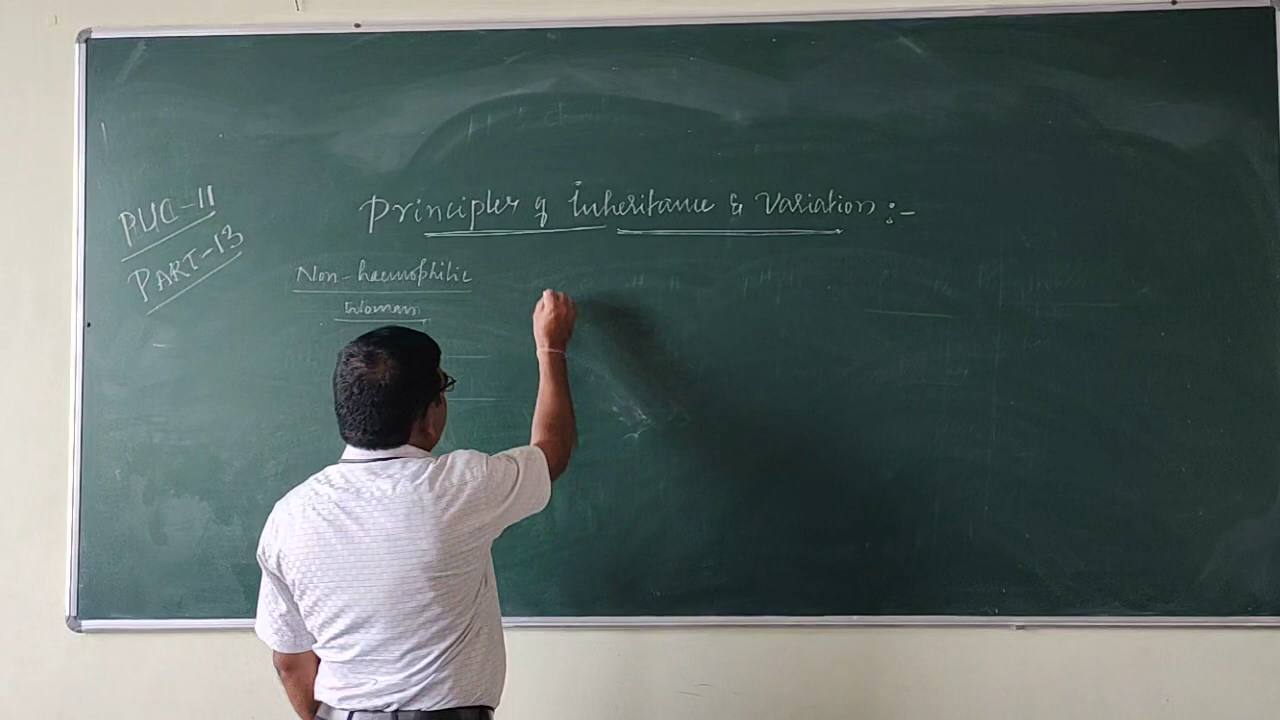 PUC-II
PART-13
Principles of Inheritance & Variation :-
Non-haemophilic
Woman